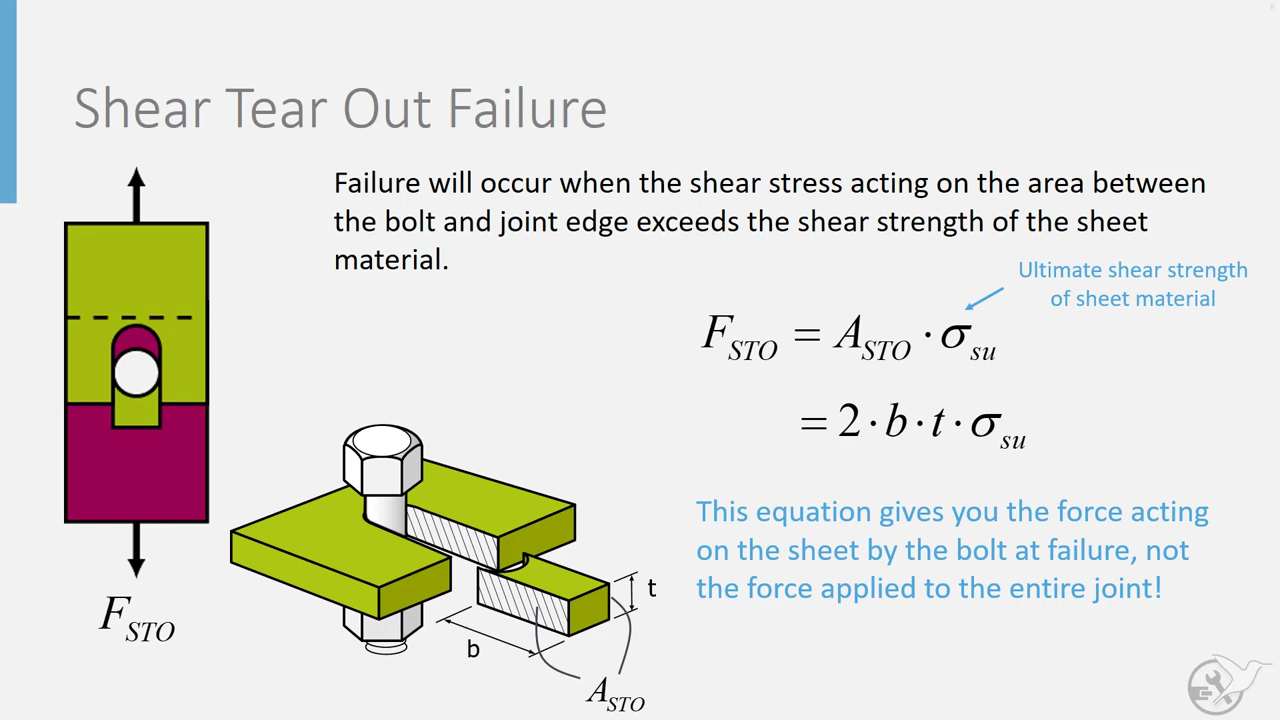 Shear Tear Out Failure
Failure will occur when the shear stress acting on the area between
the bolt and joint edge exceeds the shear strength of the sheet
material.
Ultimate shear strength
of sheet material
F_STO = A_STO · σ_su
= 2 · b · t · σ_su
This equation gives you the force acting
on the sheet by the bolt at failure, not
the force applied to the entire joint!
F_STO
t
b
A_STO